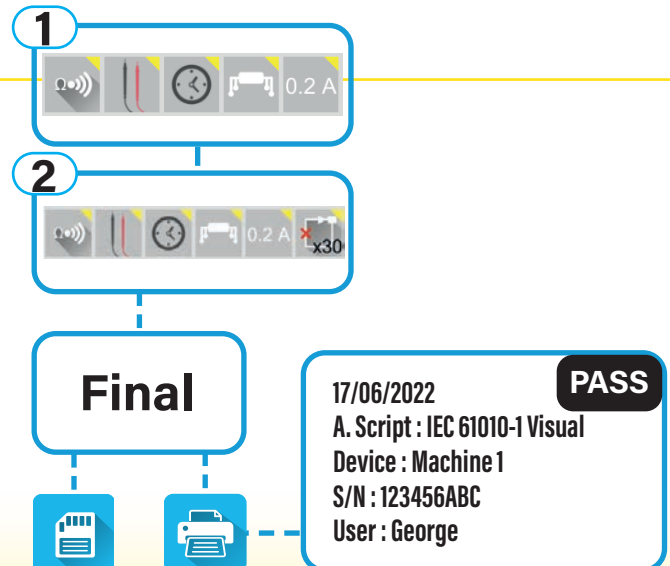 1
Ω 0.2 A
2
Ω 0.2 A x30
Final
PASS
17/06/2022
A. Script : IEC 61010-1 Visual
Device : Machine 1
S/N : 123456ABC
User : George